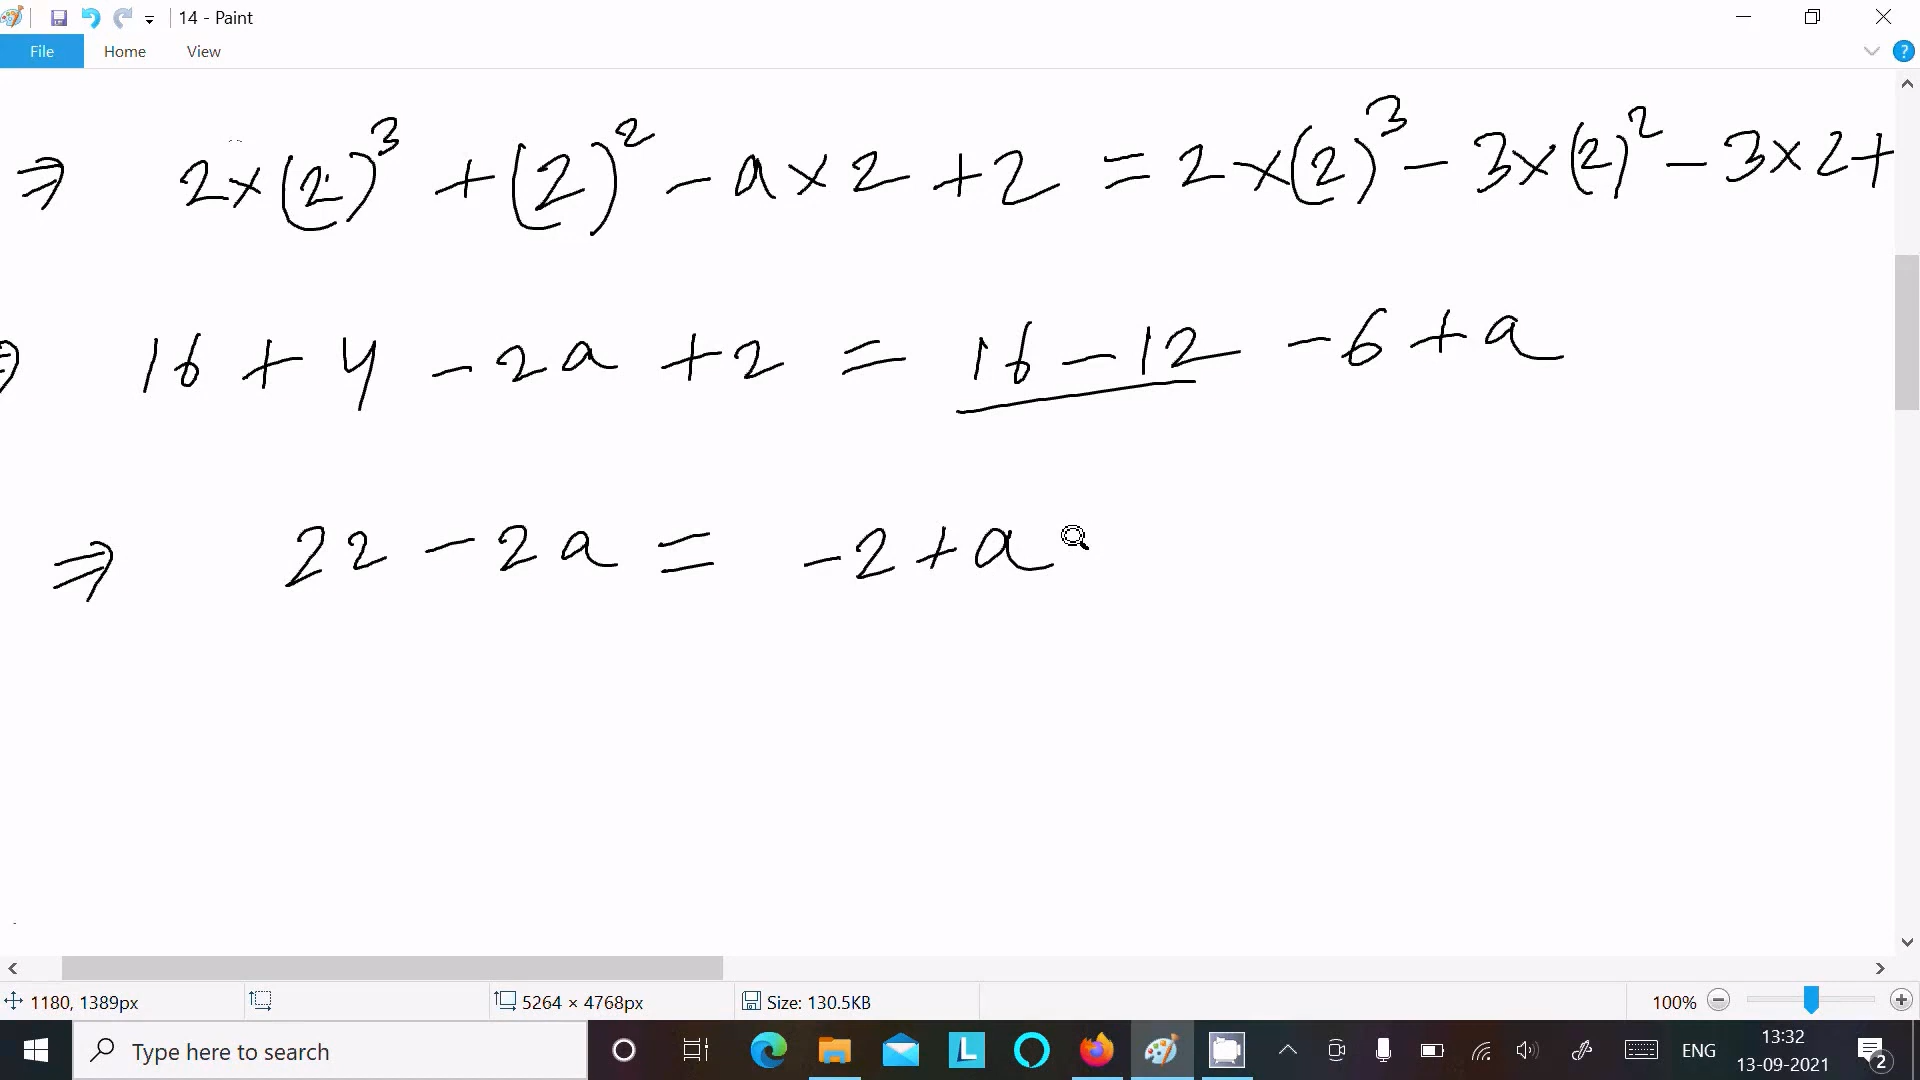 14 - Paint
File Home View
⇒ 2×(2)³ + (2)² - a×2 + 2 = 2×(2)³ - 3×(2)² - 3×2+
⇒ 16 + 4 - 2a + 2 = 16 - 12 - 6 + a
⇒ 22 - 2a = -2 + a
1180, 1389px 5264 × 4768px Size: 130.5KB 100%
Type here to search L ENG 13:32
13-09-2021 2